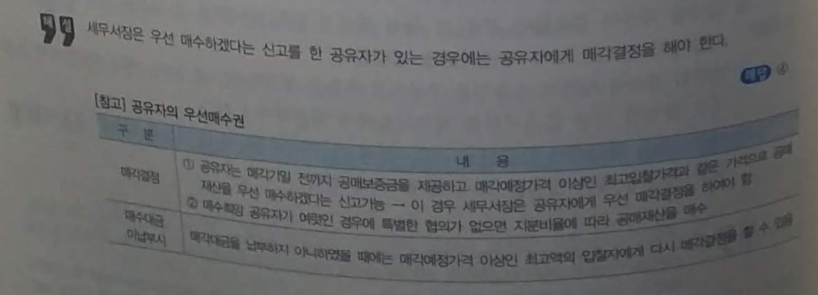 해설
세무서장은 우선 매수하겠다는 신고를 한 공유자가 있는 경우에는 공유자에게 매각결정을 해야 한다.
해답 ④
[참고] 공유자의 우선매수권
구 분
내 용
매각결정
① 공유자는 매각기일 전까지 공매보증금을 제공하고 매각예정가격 이상인 최고입찰가격과 같은 가격으로 공매
재산을 우선 매수하겠다는 신고가능 → 이 경우 세무서장은 공유자에게 우선 매각결정을 하여야 함
② 매수희망 공유자가 여럿인 경우에 특별한 협의가 없으면 지분비율에 따라 공매재산을 매수
매수대금
미납부시
매각대금을 납부하지 아니하였을 때에는 매각예정가격 이상인 최고액의 입찰자에게 다시 매각결정을 할 수 있음